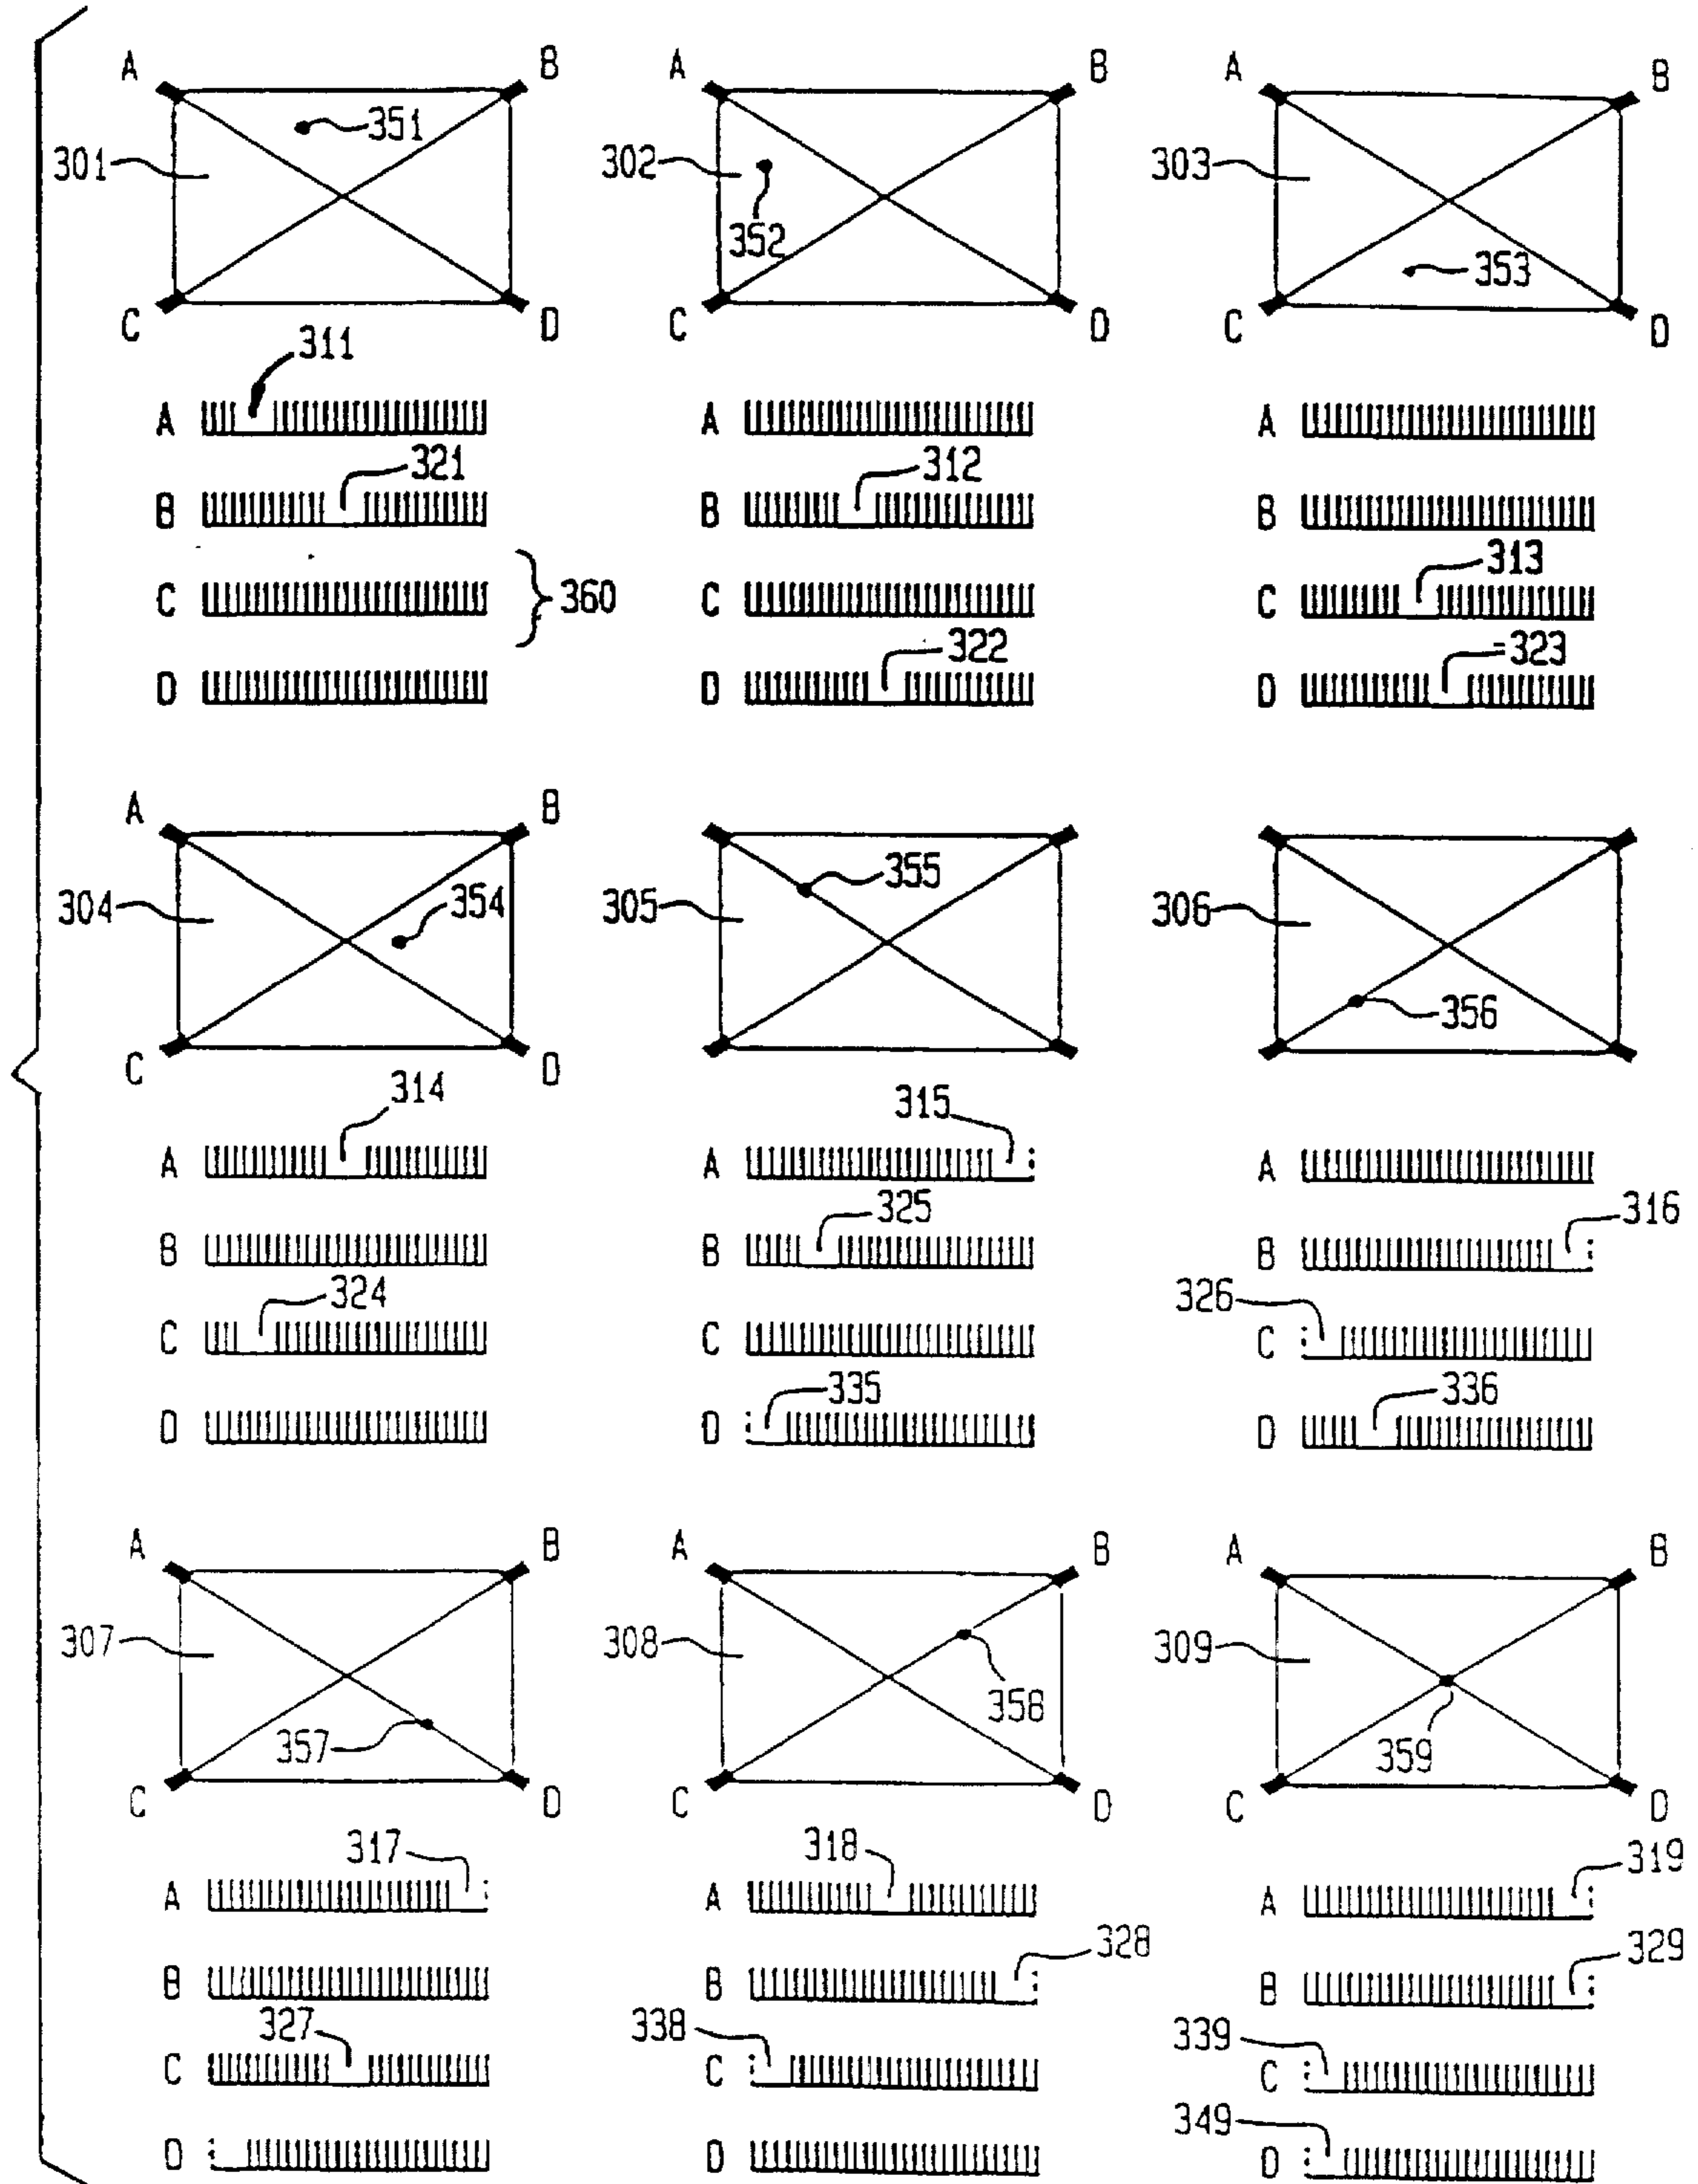 A B A B A B
301 351 302 352 303 353
C D C D C D
311
A A A
321 312
B B B
313
C 360 C C
322 323
D D D
A B
304 354 305 355 306 356
C D
314 315
A A A
325 316
B B B
324 326
C C C
335 336
D D D
A B A B A B
307 357 308 358 309 359
C D C D C D
317 318 319
A A A
328 329
B B B
327 338 339
C C C
349
D D D